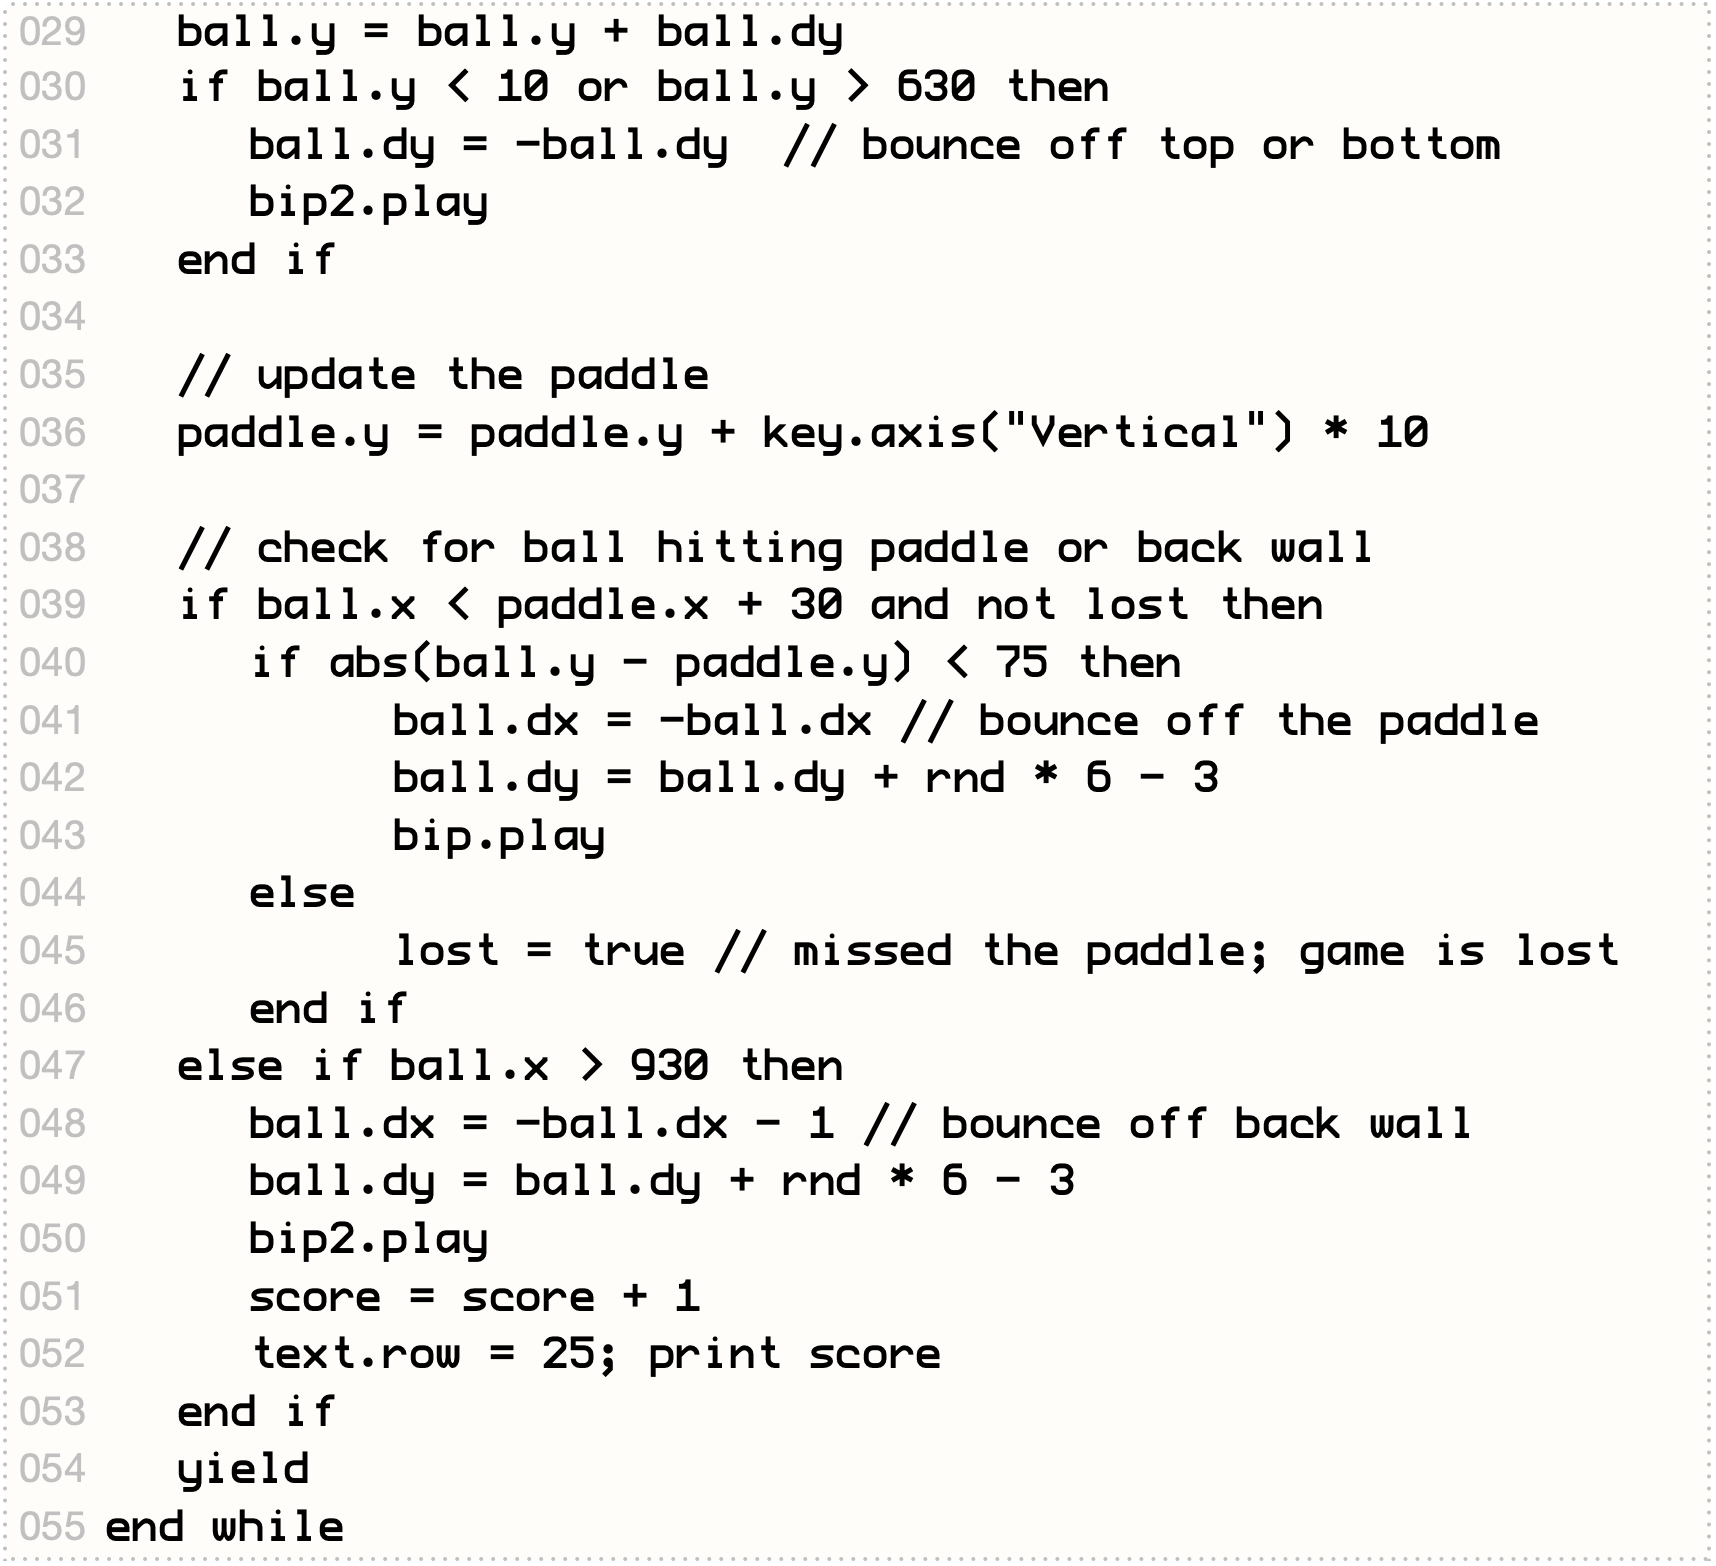 029 ball.y = ball.y + ball.dy
030 if ball.y < 10 or ball.y > 630 then
031 ball.dy = -ball.dy // bounce off top or bottom
032 bip2.play
033 end if
034
035 // update the paddle
036 paddle.y = paddle.y + key.axis("Vertical") * 10
037
038 // check for ball hitting paddle or back wall
039 if ball.x < paddle.x + 30 and not lost then
040 if abs(ball.y - paddle.y) < 75 then
041 ball.dx = -ball.dx // bounce off the paddle
042 ball.dy = ball.dy + rnd * 6 - 3
043 bip.play
044 else
045 lost = true // missed the paddle; game is lost
046 end if
047 else if ball.x > 930 then
048 ball.dx = -ball.dx - 1 // bounce off back wall
049 ball.dy = ball.dy + rnd * 6 - 3
050 bip2.play
051 score = score + 1
052 text.row = 25; print score
053 end if
054 yield
055 end while